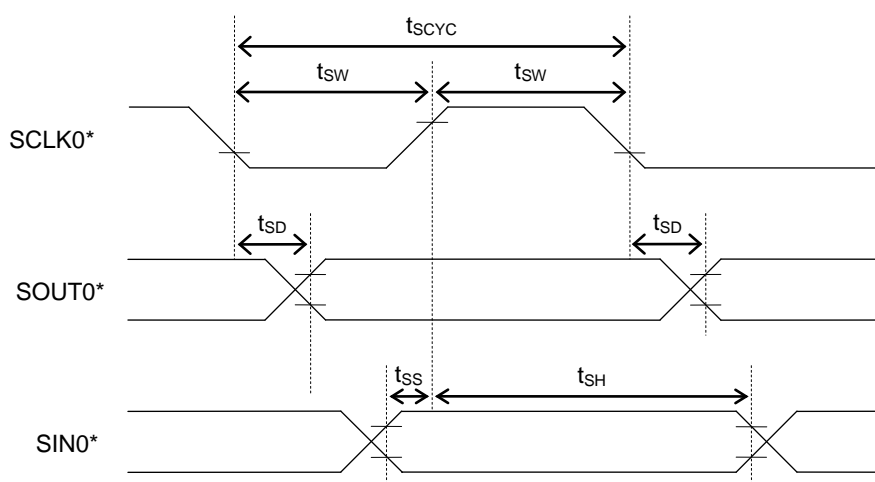 tSCYC
tSW tSW
SCLK0*
tSD tSD
SOUT0*
tSS tSH
SIN0*